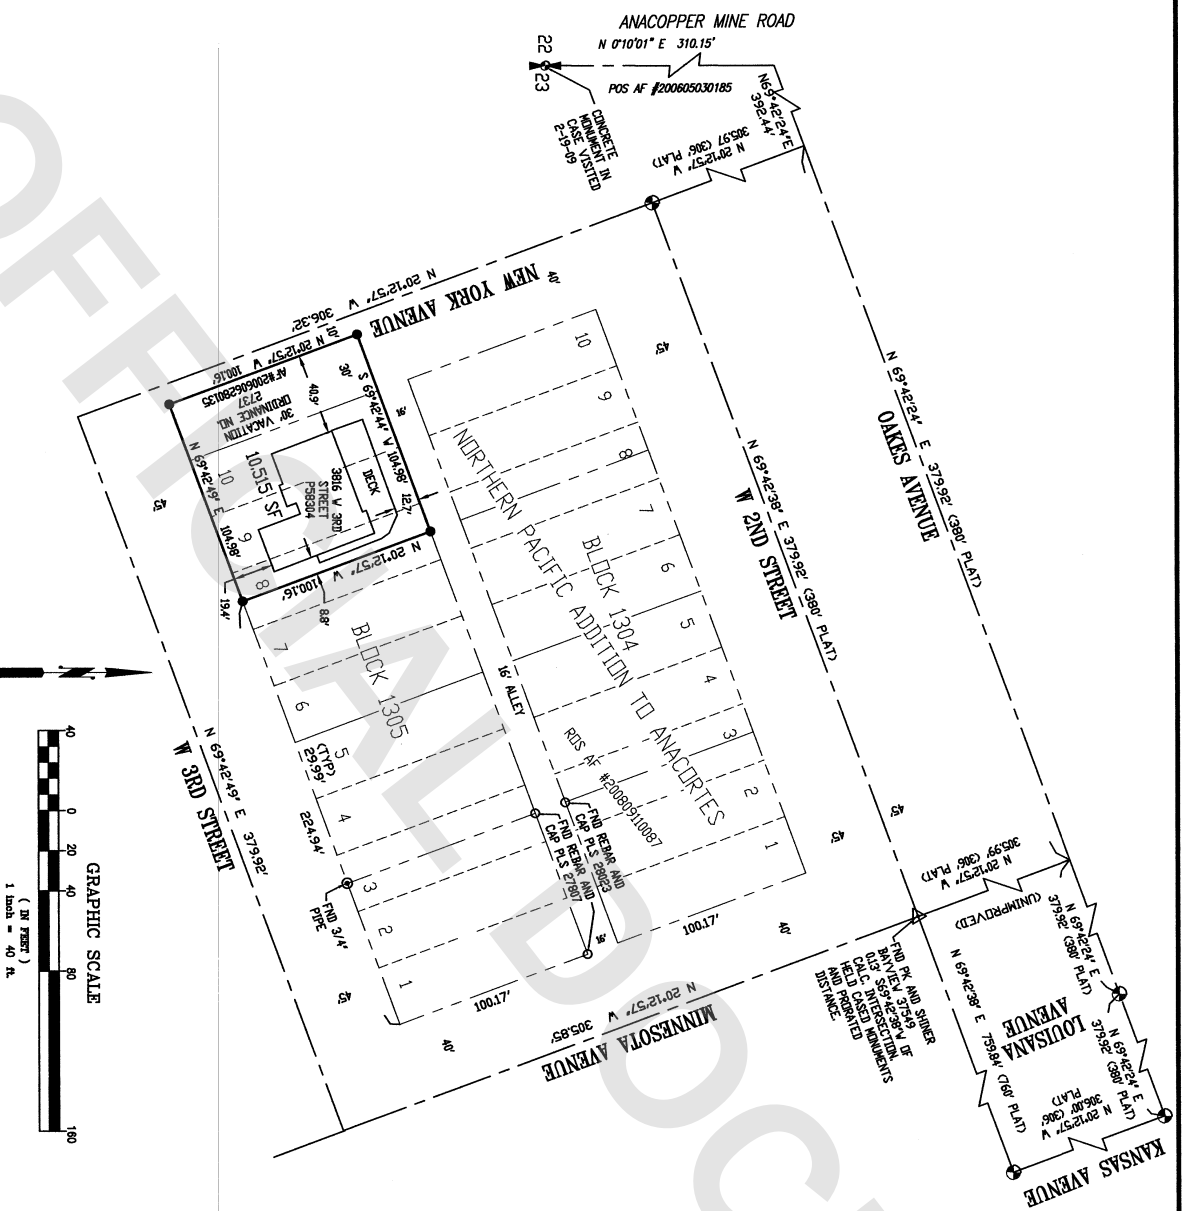 ANACOPPER MINE ROAD
N 0°10'01" E 310.15'
22
23
POS AF #200605030185
CONCRETE
MONUMENT IN
CASE VISITED
2-19-09
N69°42'24"E
392.44'
N 20°12'57" W
305.97 (306' PLAT)
N 69°42'24" E 379.92' (380' PLAT)
OAKES AVENUE
N 20°12'57" W
306.32'
NEW YORK AVENUE
40'
45'
N 69°42'38" E 379.92' (380' PLAT)
W 2ND STREET
10
9
8
7
6
5
4
3
2
1
BLOCK 1304
NORTHERN PACIFIC ADDITION TO ANACORTES
ROS AF #200809110087
16' ALLEY
10'
N 20°12'57" W 100.16'
30'
S 69°42'44" W 104.98'
16'
12.7'
40.9'
30' VACATION
ORDINANCE NO.
2737
AF#200606280135
DECK
3816 W 3RD
STREET
P58304
10,515 SF
N 69°42'49" E 104.98'
N 20°12'57" W
100.16'
8.8'
19.4'
45'
10
9
8
7
6
5
4
3
2
1
BLOCK 1305
(TYP)
29.99'
224.94'
N 69°42'49" E 379.92'
W 3RD STREET
FND 3/4"
PIPE
FND REBAR AND
CAP PLS 28023
FND REBAR AND
CAP PLS 27807
16'
100.17'
100.17'
40'
40'
45'
45'
45'
N 20°12'57" W
305.85'
MINNESOTA AVENUE
N 20°12'57" W
305.99' (306' PLAT)
(UNIMPROVED)
FND PK AND SHINER
BAYVIEW 37549
0.13' S69°42'38"W OF
CALC. INTERSECTION.
HELD CASED MONUMENTS
AND PRORATED
DISTANCE.
N 69°42'24" E
379.92' (380' PLAT)
N 69°42'24" E
379.92' (380' PLAT)
LOUISANA
AVENUE
N 69°42'38" E 759.84' (760' PLAT)
N 20°12'57" W
306.00' (306'
PLAT)
KANSAS AVENUE
GRAPHIC SCALE
40
0
20
40
80
160
( IN FEET )
1 inch = 40 ft.
OFFICIAL DOC